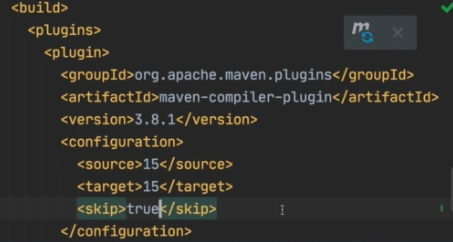 <build>
<plugins>
<plugin>
<groupId>org.apache.maven.plugins</groupId>
<artifactId>maven-compiler-plugin</artifactId>
<version>3.8.1</version>
<configuration>
<source>15</source>
<target>15</target>
<skip>true</skip>
</configuration>